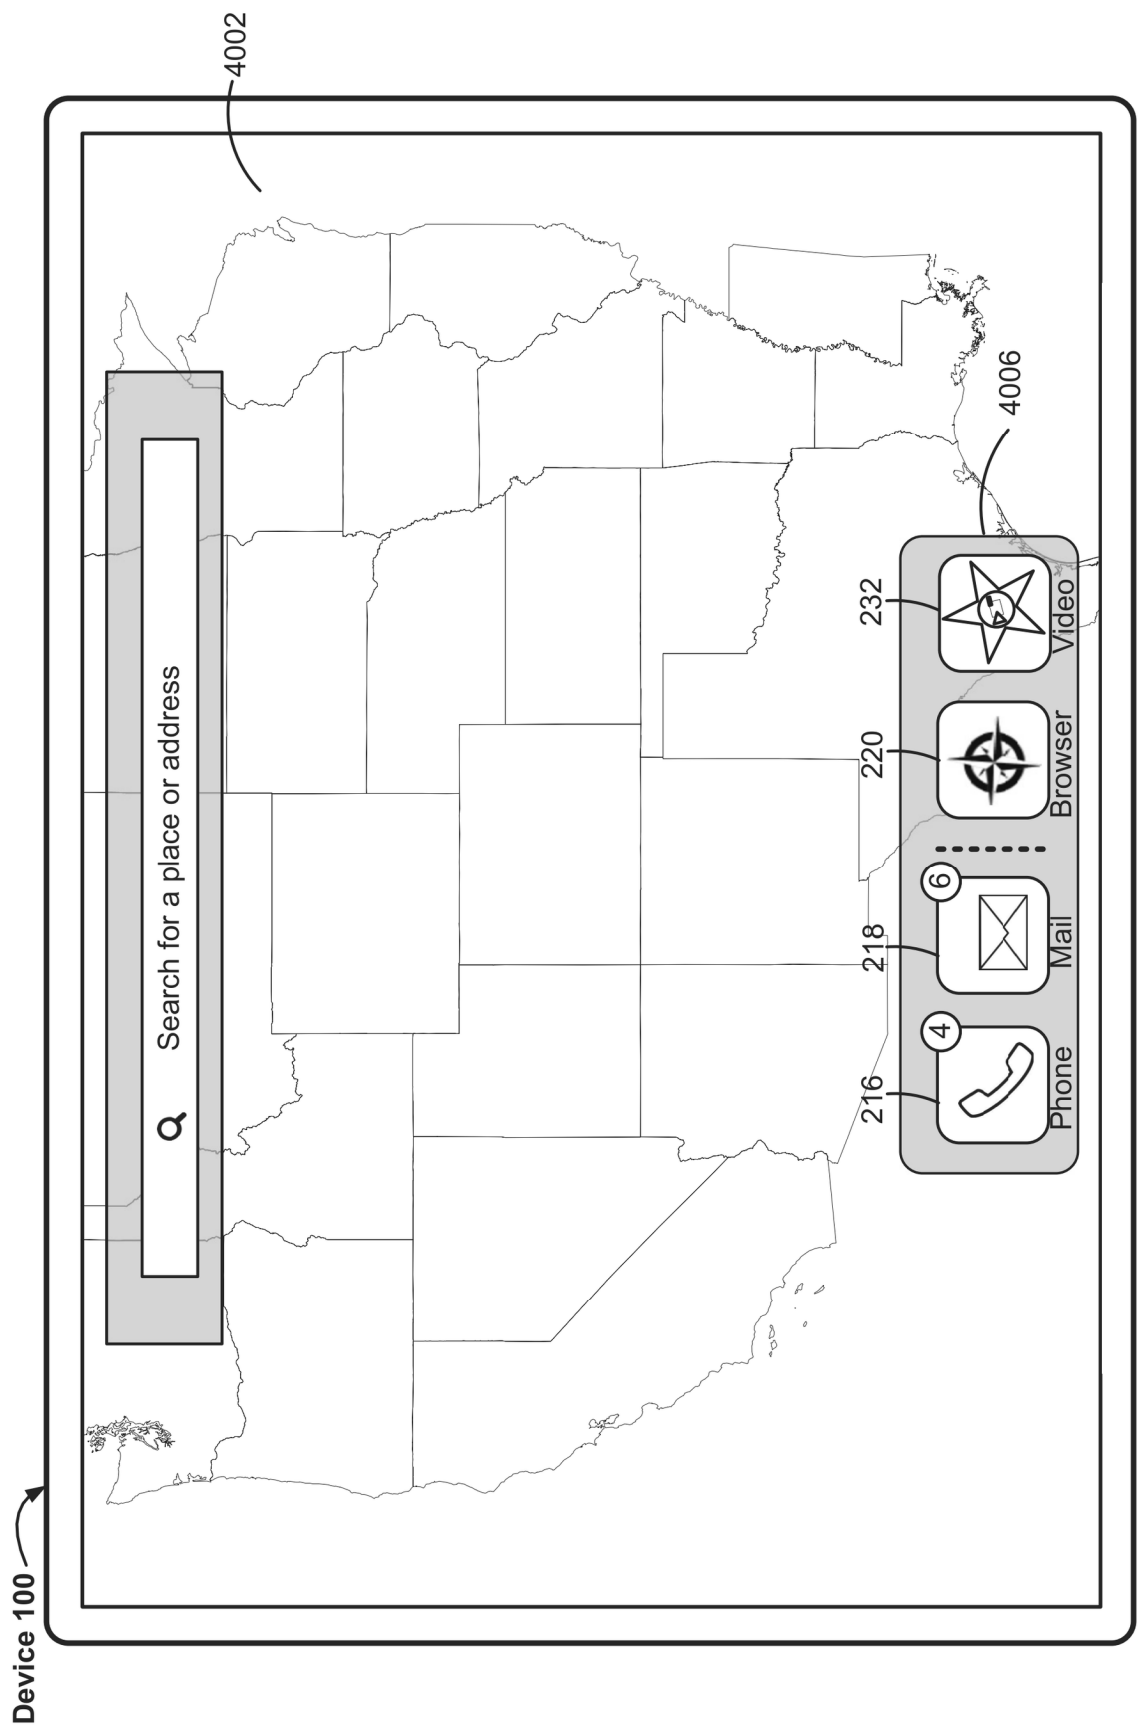 Device 100
4002
Search for a place or address
4006
216
218
220
232
4
6
Phone
Mail
Browser
Video